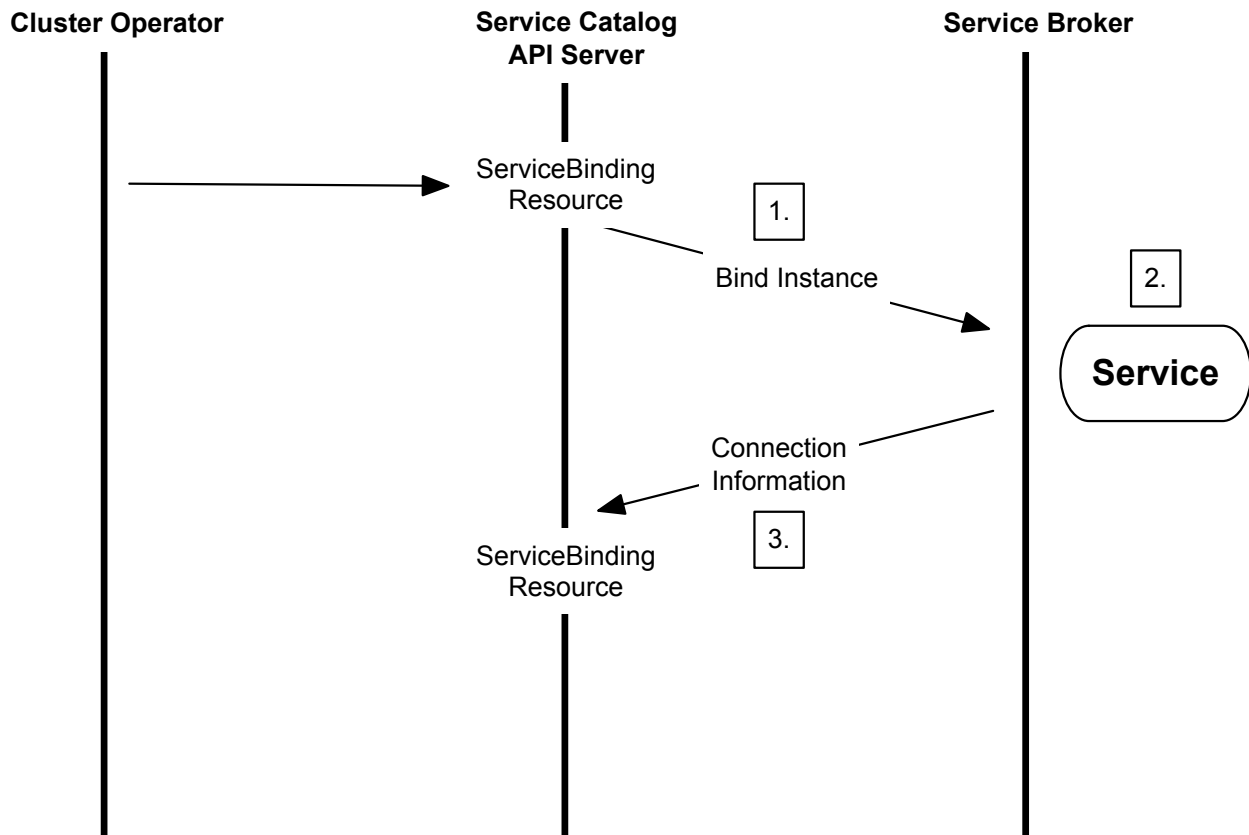 Cluster Operator
Service Catalog
API Server
Service Broker
ServiceBinding
Resource
1.
Bind Instance
2.
Service
Connection
Information
3.
ServiceBinding
Resource